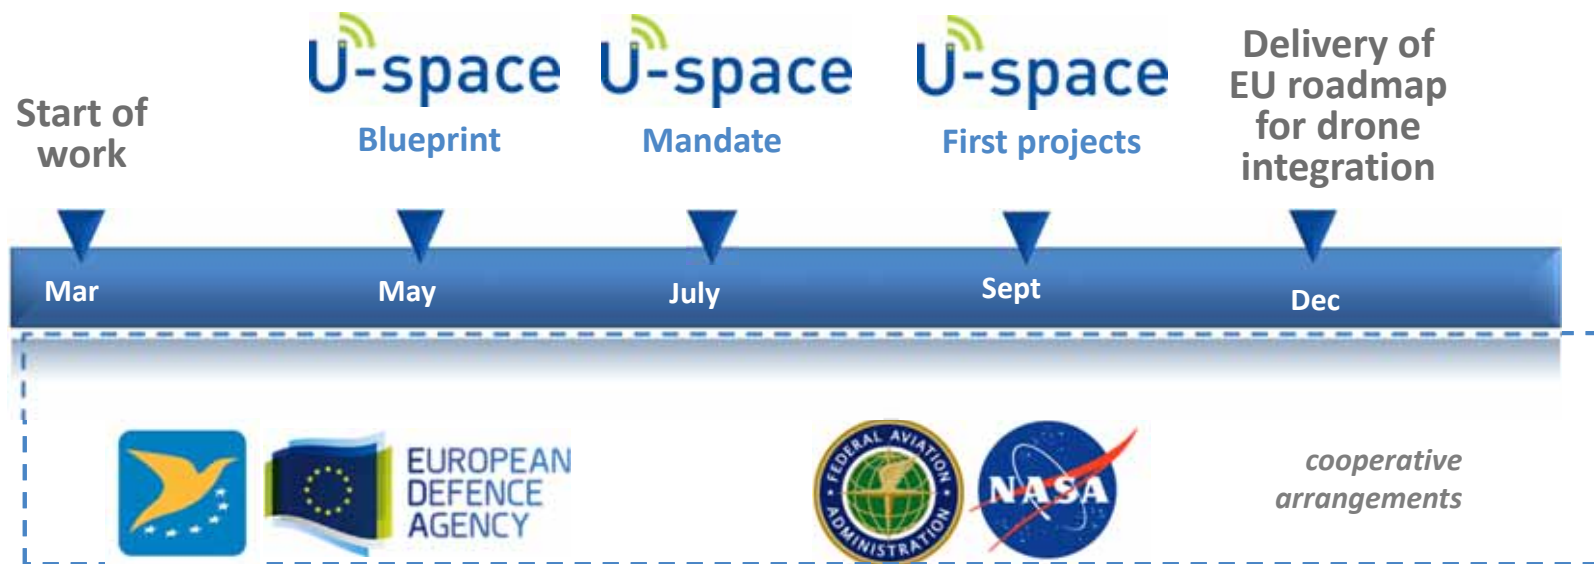 Start of
work
U-space
Blueprint
U-space
Mandate
U-space
First projects
Delivery of
EU roadmap
for drone
integration
Mar
May
July
Sept
Dec
EUROPEAN
DEFENCE
AGENCY
FEDERAL AVIATION
ADMINISTRATION
NASA
cooperative
arrangements